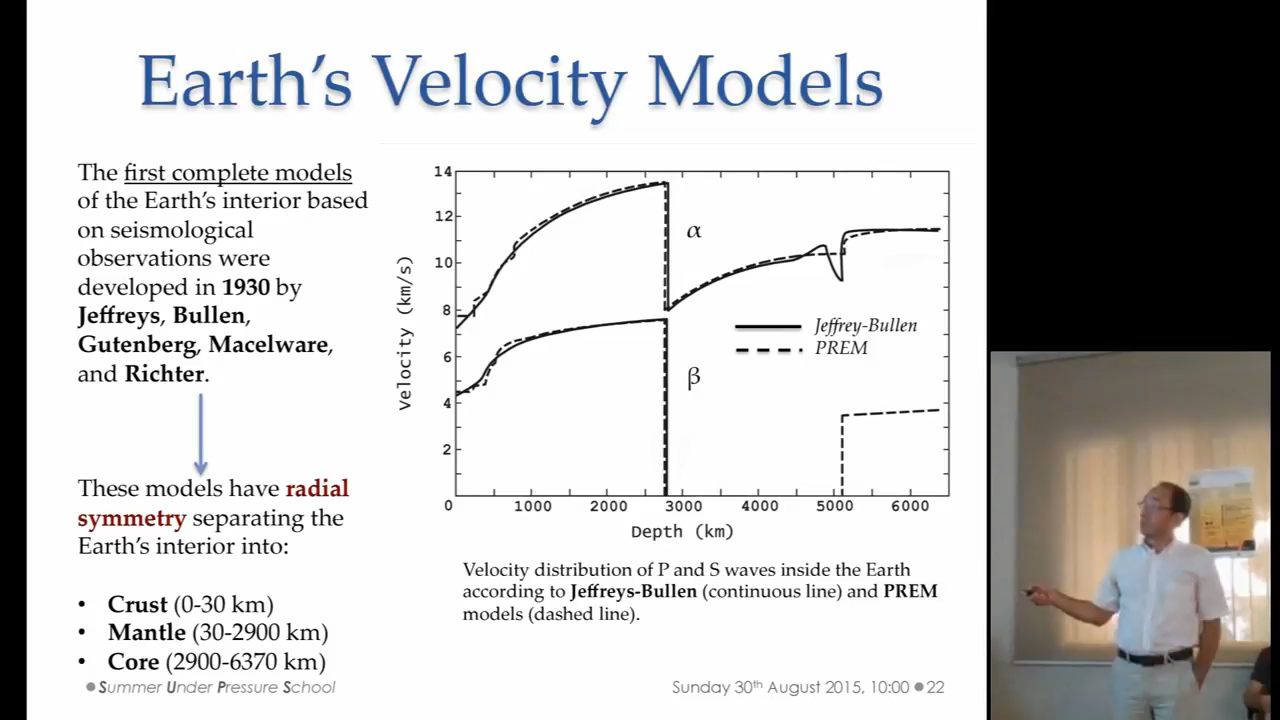 Earth's Velocity Models
The first complete models
of the Earth's interior based
on seismological
observations were
developed in 1930 by
Jeffreys, Bullen,
Gutenberg, Macelware,
and Richter.
These models have radial
symmetry separating the
Earth's interior into:
• Crust (0-30 km)
• Mantle (30-2900 km)
• Core (2900-6370 km)
14
12
10
8
6
4
2
0 1000 2000 3000 4000 5000 6000
Velocity (km/s)
Depth (km)
α
β
Jeffrey-Bullen
PREM
Velocity distribution of P and S waves inside the Earth
according to Jeffreys-Bullen (continuous line) and PREM
models (dashed line).
Summer Under Pressure School
Sunday 30th August 2015, 10:00 22